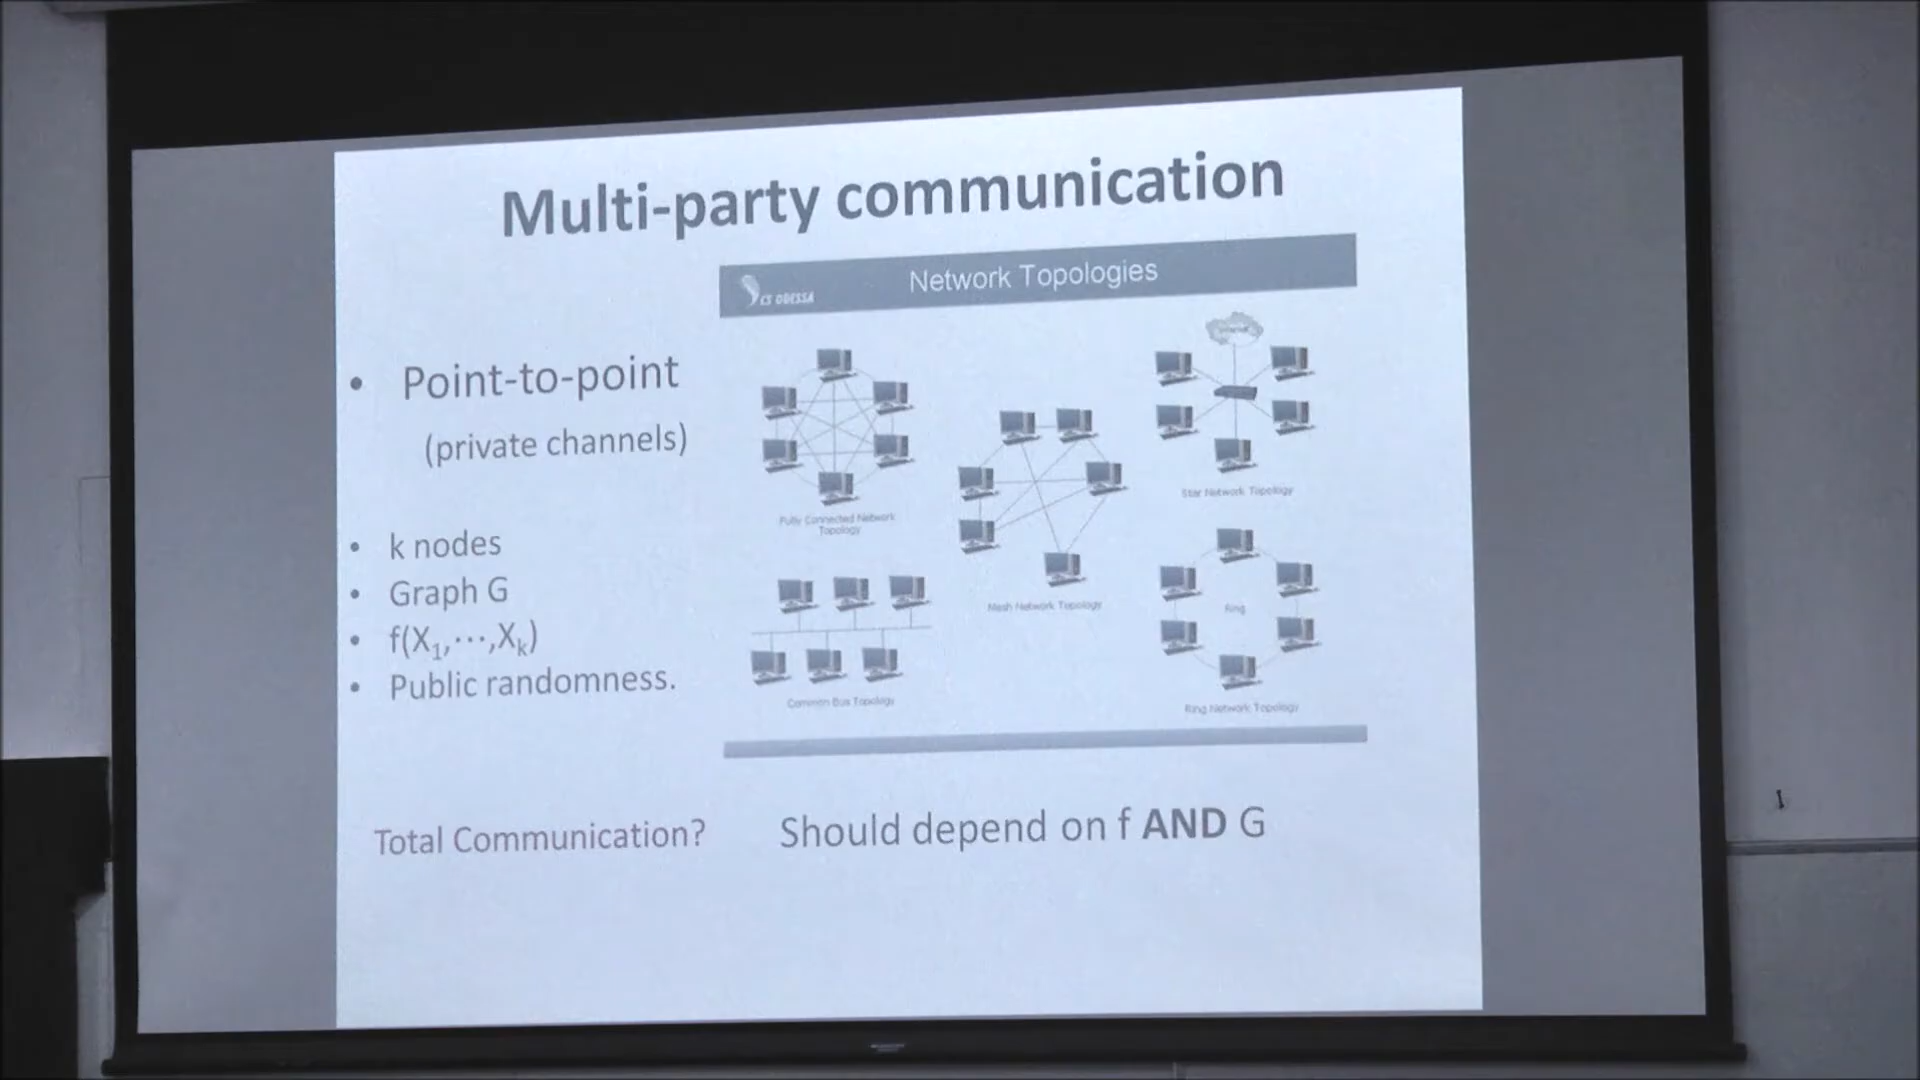 Multi-party communication
CS ODESSA
Network Topologies
• Point-to-point
(private channels)
• k nodes
• Graph G
• f(X1,⋯,Xk)
• Public randomness.
Fully Connected Network
Topology
Mesh Network Topology
Star Network Topology
Common Bus Topology
Ring
Ring Network Topology
Total Communication?
Should depend on f AND G